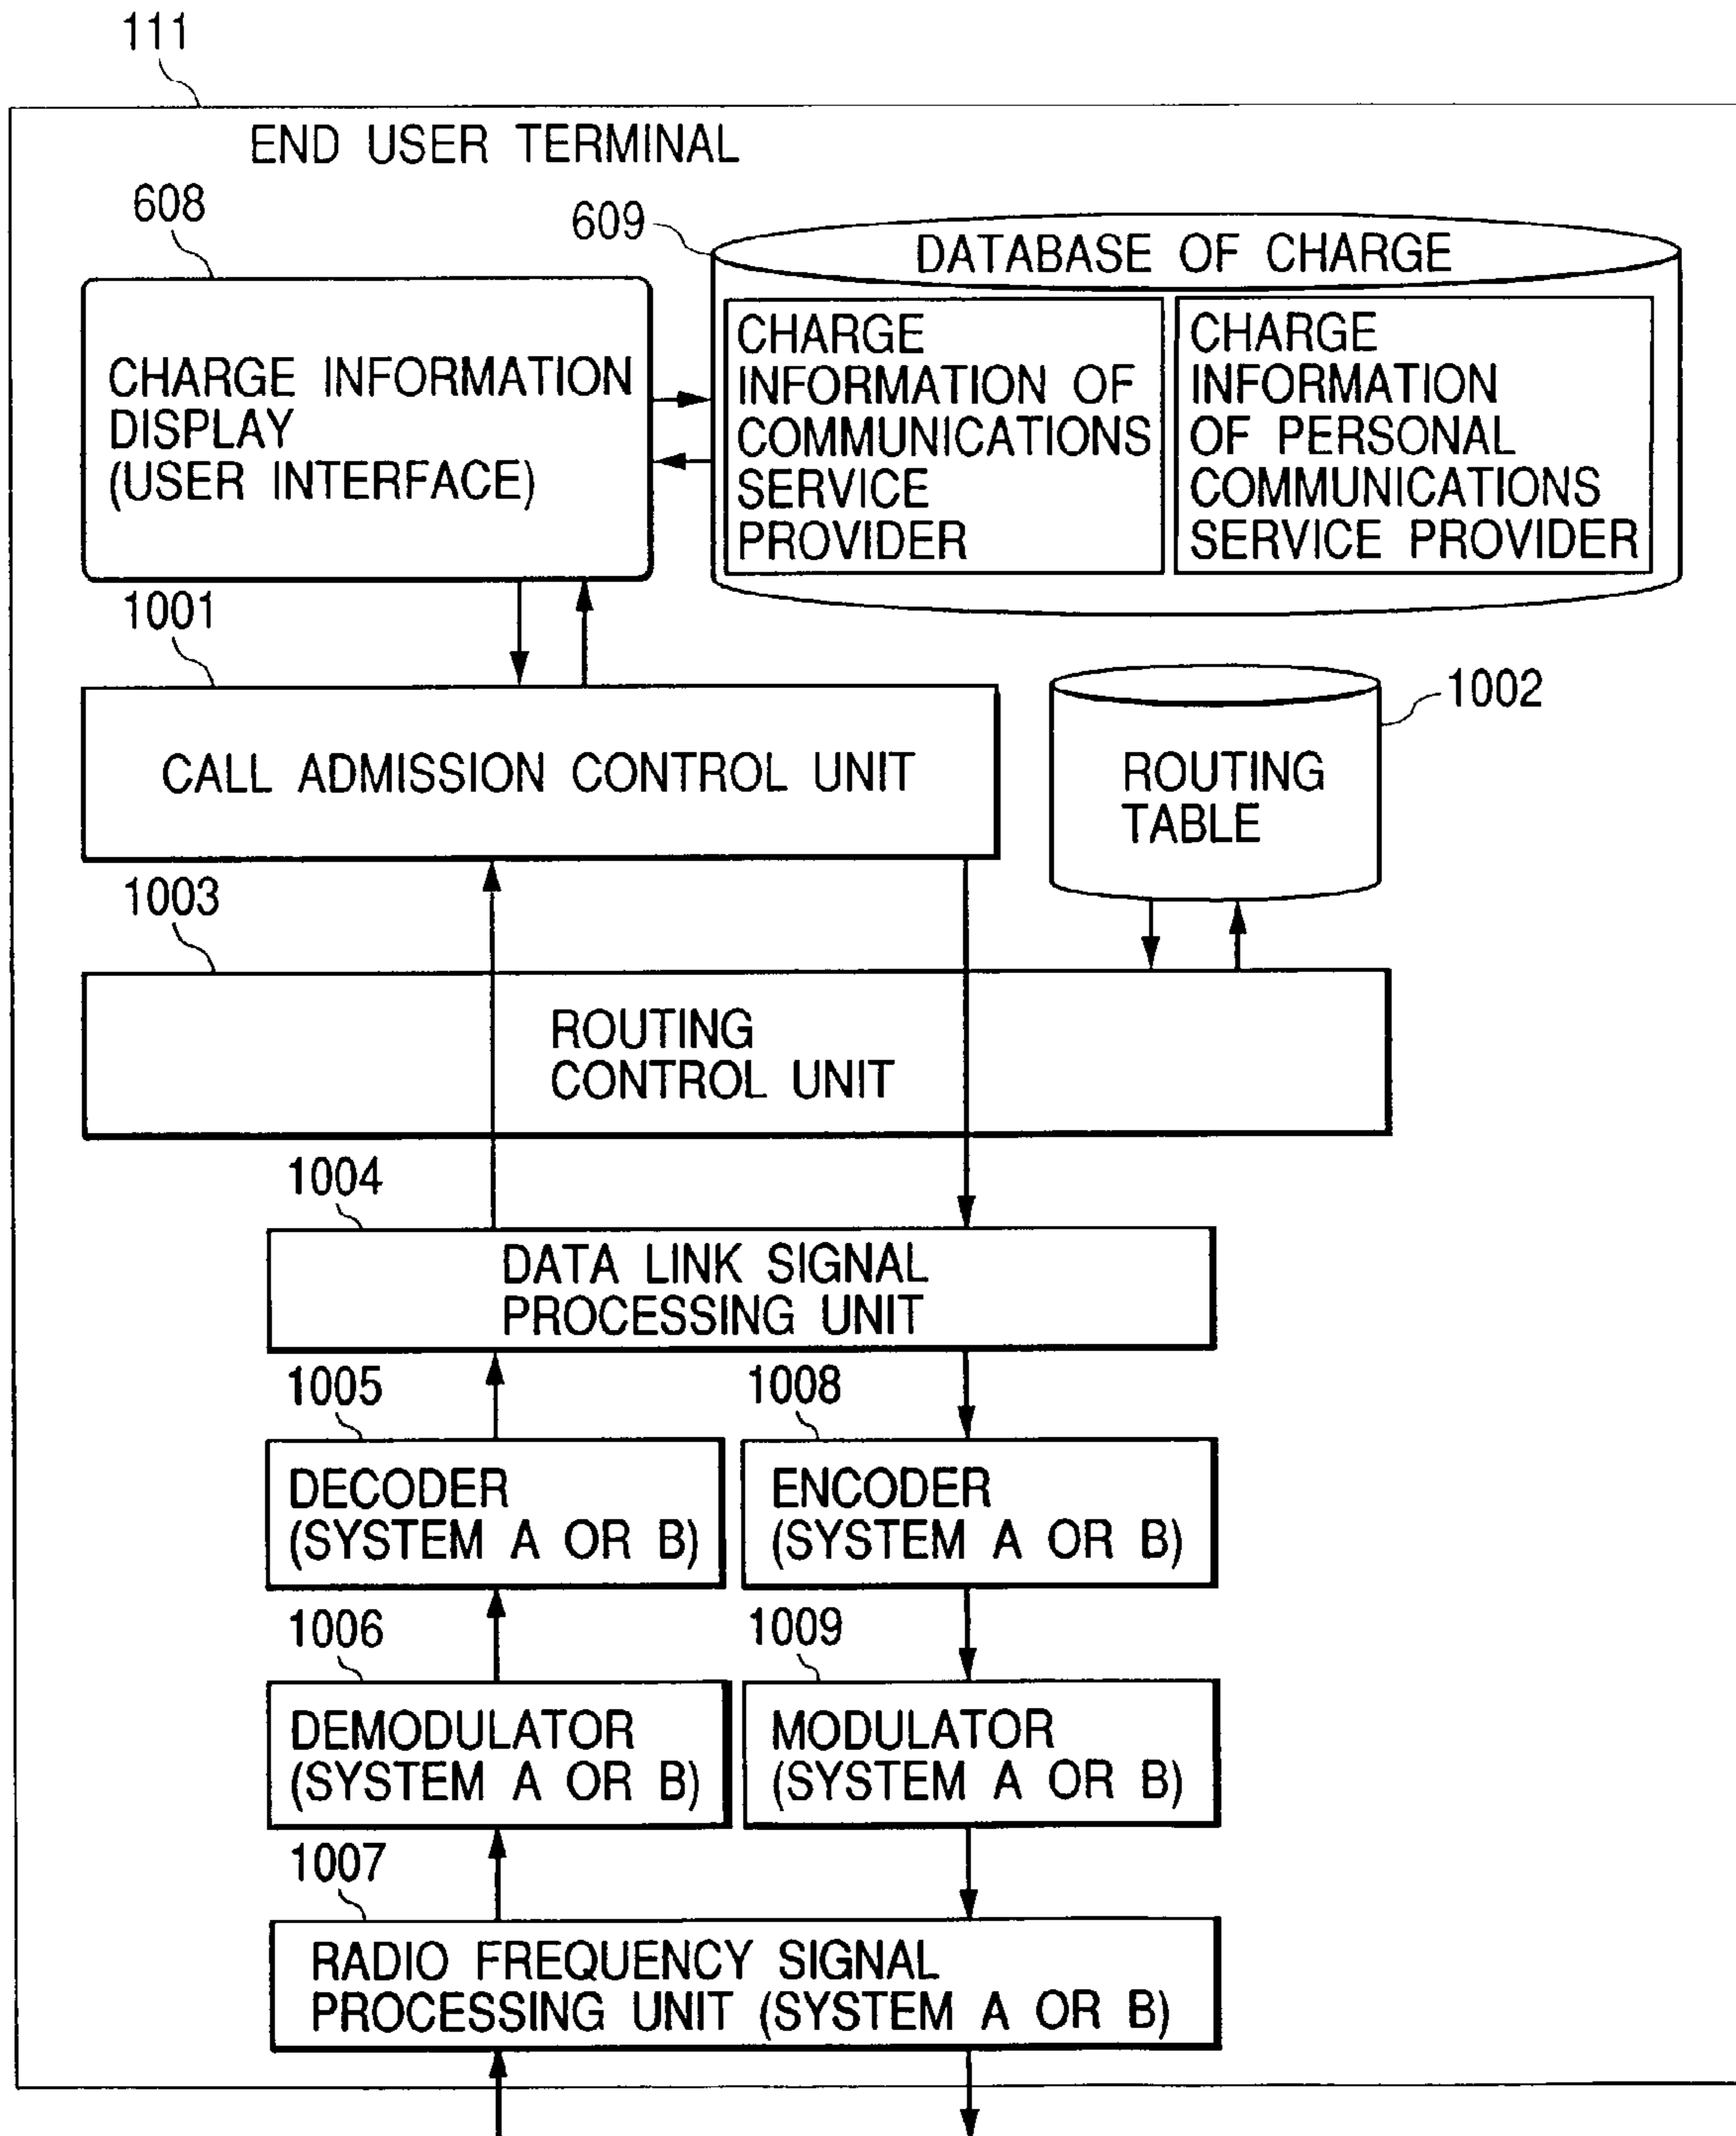 111
END USER TERMINAL
608
609
DATABASE OF CHARGE
CHARGE INFORMATION
DISPLAY
(USER INTERFACE)
CHARGE
INFORMATION OF
COMMUNICATIONS
SERVICE
PROVIDER
CHARGE
INFORMATION
OF PERSONAL
COMMUNICATIONS
SERVICE PROVIDER
1001
CALL ADMISSION CONTROL UNIT
1002
ROUTING
TABLE
1003
ROUTING
CONTROL UNIT
1004
DATA LINK SIGNAL
PROCESSING UNIT
1005
1008
DECODER
(SYSTEM A OR B)
ENCODER
(SYSTEM A OR B)
1006
1009
DEMODULATOR
(SYSTEM A OR B)
MODULATOR
(SYSTEM A OR B)
1007
RADIO FREQUENCY SIGNAL
PROCESSING UNIT (SYSTEM A OR B)